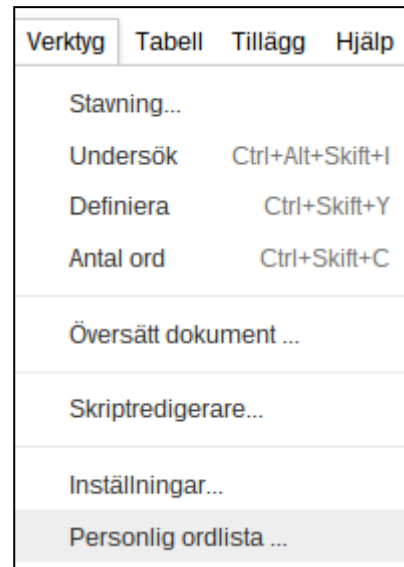 Verktyg Tabell Tillägg Hjälp
Stavning...
Undersök Ctrl+Alt+Skift+I
Definiera Ctrl+Skift+Y
Antal ord Ctrl+Skift+C
Översätt dokument ...
Skriptredigerare...
Inställningar...
Personlig ordlista ...